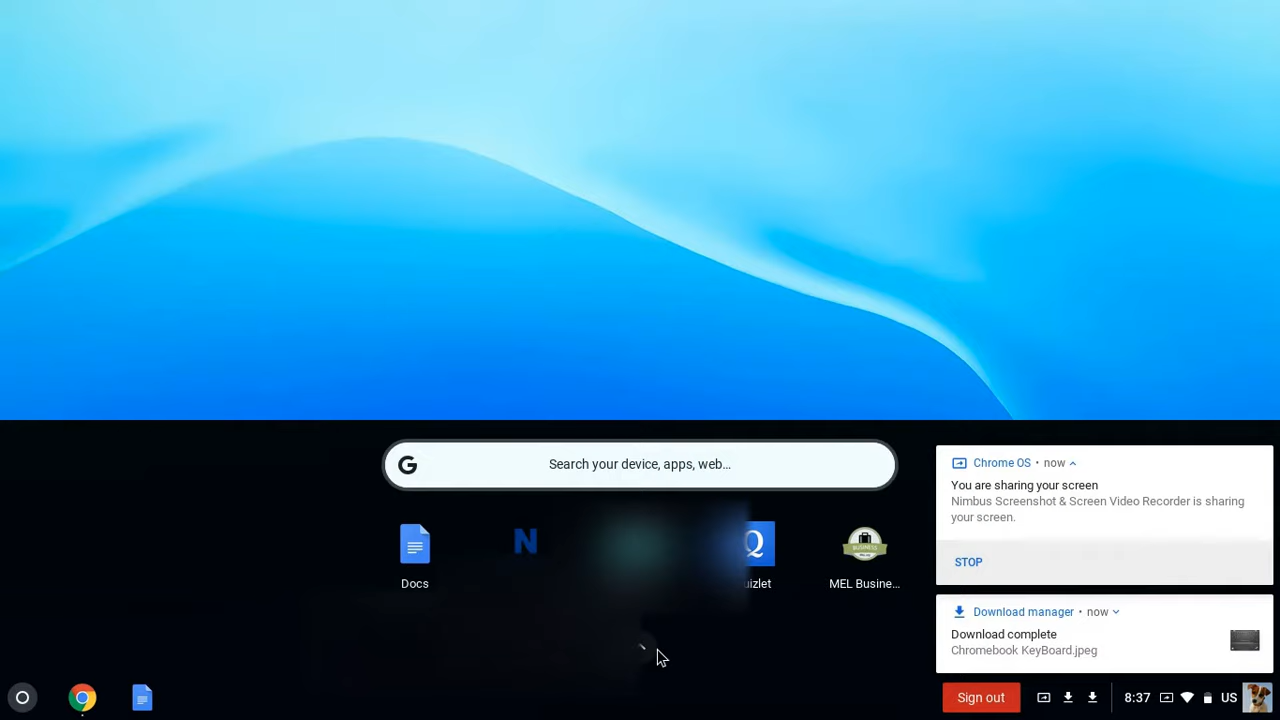 Search your device, apps, web...
Docs
N
Q
uizlet
BUSINESS
MEL Busine...
Chrome OS • now
You are sharing your screen
Nimbus Screenshot & Screen Video Recorder is sharing
your screen.
STOP
Download manager • now
Download complete
Chromebook KeyBoard.jpeg
Sign out
8:37
US